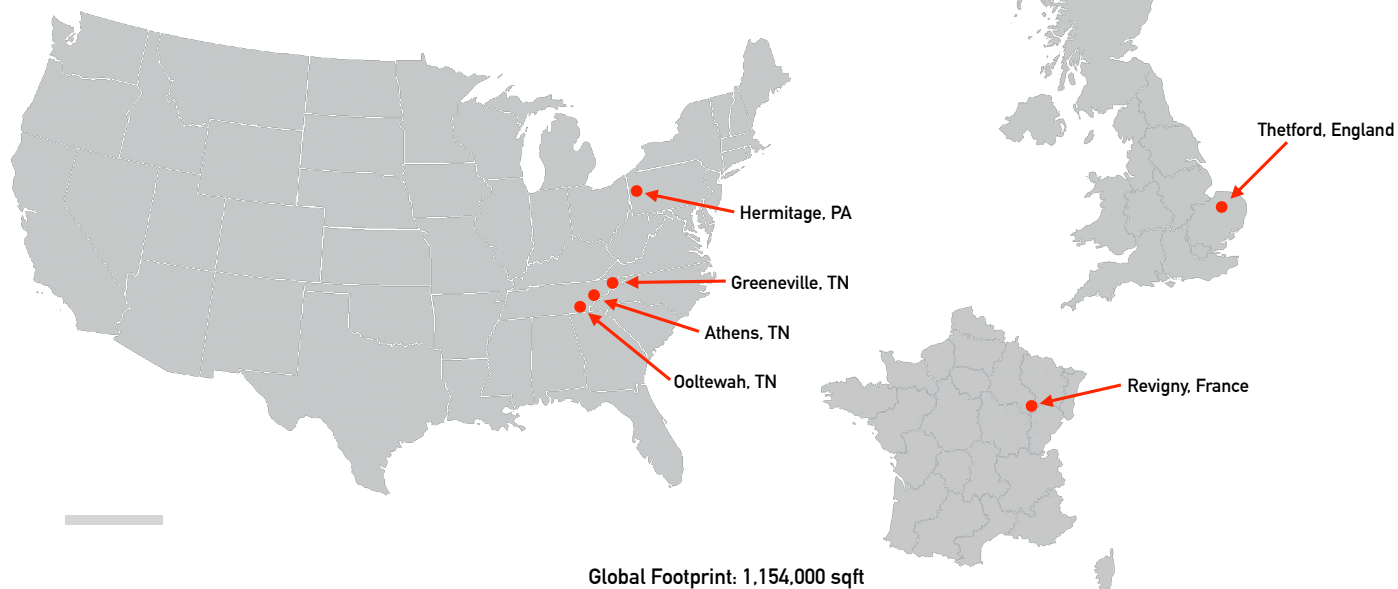 Thetford, England
Hermitage, PA
Greeneville, TN
Athens, TN
Ooltewah, TN
Revigny, France
Global Footprint: 1,154,000 sqft